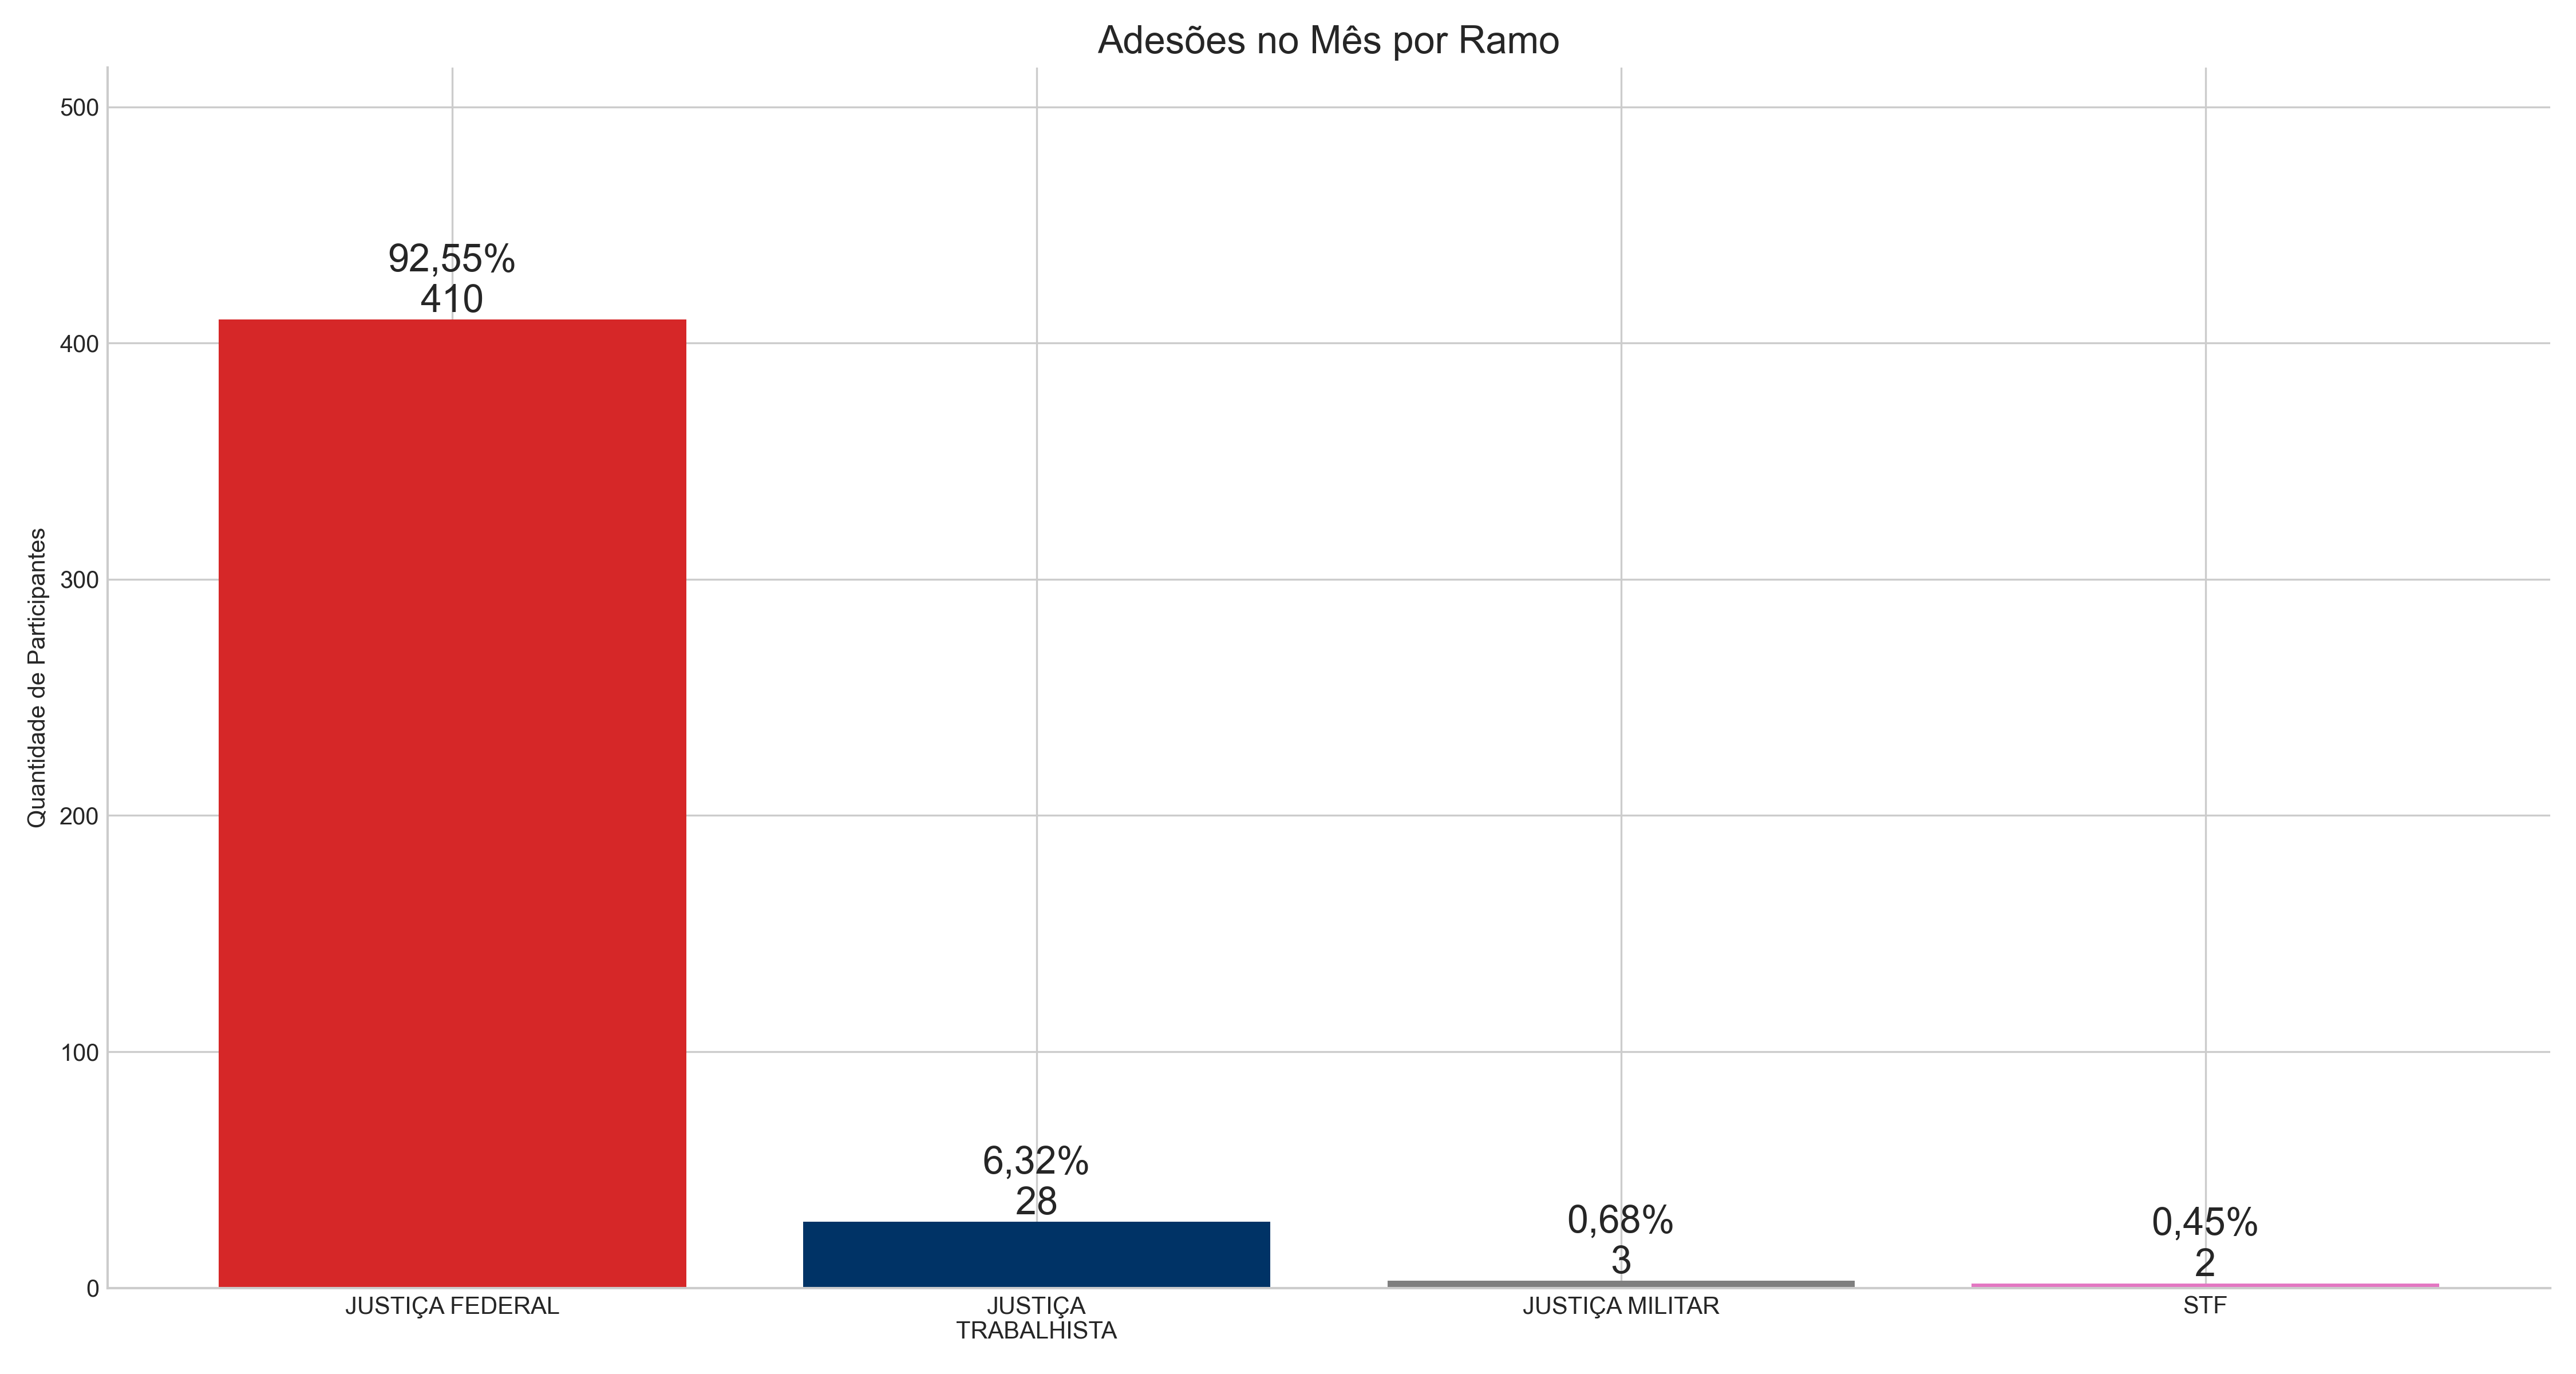 Adesões no Mês por Ramo
Quantidade de Participantes
500
400
300
200
100
0
92,55%
410
6,32%
28
0,68%
3
0,45%
2
JUSTIÇA FEDERAL
JUSTIÇA
TRABALHISTA
JUSTIÇA MILITAR
STF